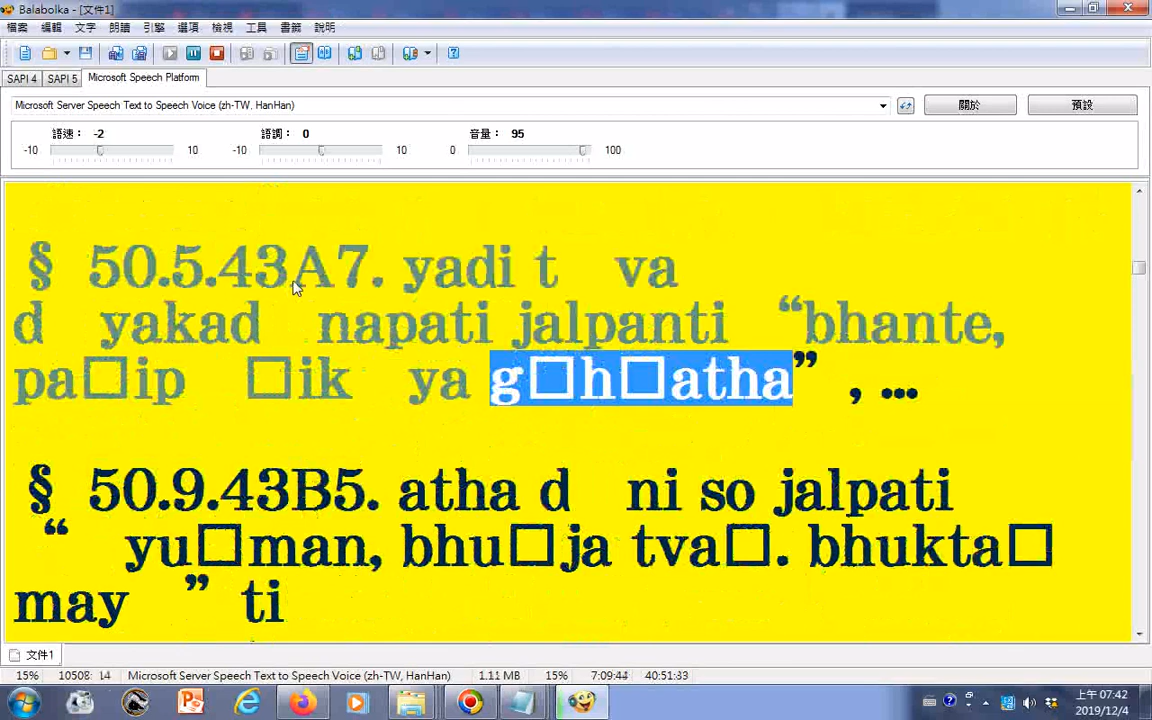 Balabolka - [文件1]
檔案 編輯 文字 朗讀 引擎 選項 檢視 工具 書籤 說明
SAPI 4 SAPI 5 Microsoft Speech Platform
Microsoft Server Speech Text to Speech Voice (zh-TW, HanHan) 關於 預設
語速： -2 語調： 0 音量： 95
-10 10 -10 10 0 100
§ 50.5.43A7. yadi t va
d yakad napati jalpanti “bhante,
pa□ip □ik ya g□h□atha” , ...
§ 50.9.43B5. atha d ni so jalpati
“ yu□man, bhu□ja tva□. bhukta□
may ” ti
文件1
15% 10508: 14 Microsoft Server Speech Text to Speech Voice (zh-TW, HanHan) 1.11 MB 15% 7:09:44 40:51:33
上午 07:42
2019/12/4